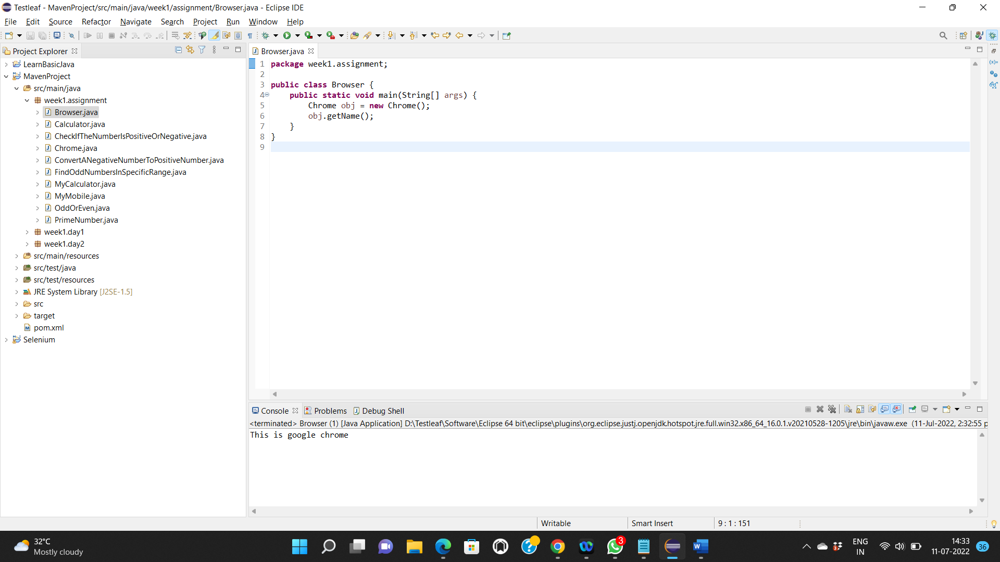 Testleaf - MavenProject/src/main/java/week1/assignment/Browser.java - Eclipse IDE
File Edit Source Refactor Navigate Search Project Run Window Help
Project Explorer
LearnBasicJava
MavenProject
src/main/java
week1.assignment
Browser.java
Calculator.java
CheckIfTheNumberIsPositiveOrNegative.java
Chrome.java
ConvertANegativeNumberToPositiveNumber.java
FindOddNumbersInSpecificRange.java
MyCalculator.java
MyMobile.java
OddOrEven.java
PrimeNumber.java
week1.day1
week1.day2
src/main/resources
src/test/java
src/test/resources
JRE System Library [J2SE-1.5]
src
target
pom.xml
Selenium
Browser.java
1 package week1.assignment;
2
3 public class Browser {
4 public static void main(String[] args) {
5 Chrome obj = new Chrome();
6 obj.getName();
7 }
8 }
9
Console Problems Debug Shell
<terminated> Browser (1) [Java Application] D:\Testleaf\Software\Eclipse 64 bit\eclipse\plugins\org.eclipse.justj.openjdk.hotspot.jre.full.win32.x86_64_16.0.1.v20210528-1205\jre\bin\javaw.exe (11-Jul-2022, 2:32:55 p
This is google chrome
Writable Smart Insert 9 : 1 : 151
32°C
Mostly cloudy
3
ENG
IN
14:33
11-07-2022
36